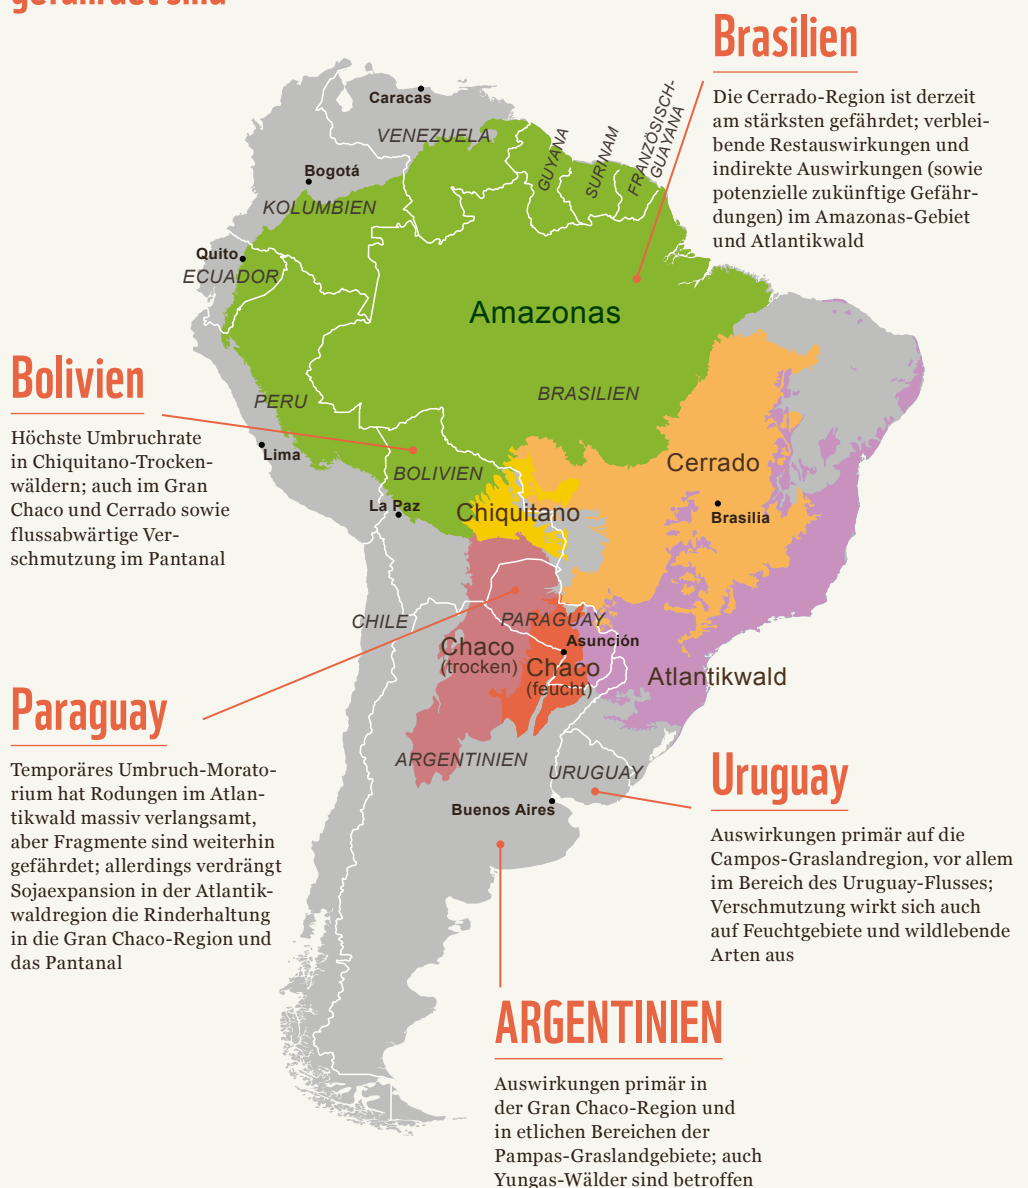 gefährdet sind
Brasilien
Die Cerrado-Region ist derzeit
am stärksten gefährdet; verblei-
bende Restauswirkungen und
indirekte Auswirkungen (sowie
potenzielle zukünftige Gefähr-
dungen) im Amazonas-Gebiet
und Atlantikwald
Caracas
VENEZUELA
GUYANA
SURINAM
FRANZÖSISCH-
GUAYANA
Bogotá
KOLUMBIEN
Quito
ECUADOR
Amazonas
BRASILIEN
PERU
Lima
Bolivien
Höchste Umbruchrate
in Chiquitano-Trocken-
wäldern; auch im Gran
Chaco und Cerrado sowie
flussabwärtige Ver-
schmutzung im Pantanal
BOLIVIEN
La Paz
Chiquitano
Cerrado
Brasilia
CHILE
PARAGUAY
Asunción
Chaco
(trocken)
Chaco
(feucht)
Atlantikwald
Paraguay
Temporäres Umbruch-Morato-
rium hat Rodungen im Atlan-
tikwald massiv verlangsamt,
aber Fragmente sind weiterhin
gefährdet; allerdings verdrängt
Sojaexpansion in der Atlantik-
waldregion die Rinderhaltung
in die Gran Chaco-Region und
das Pantanal
ARGENTINIEN
URUGUAY
Buenos Aires
Uruguay
Auswirkungen primär auf die
Campos-Graslandregion, vor allem
im Bereich des Uruguay-Flusses;
Verschmutzung wirkt sich auch
auf Feuchtgebiete und wildlebende
Arten aus
ARGENTINIEN
Auswirkungen primär in
der Gran Chaco-Region und
in etlichen Bereichen der
Pampas-Graslandgebiete; auch
Yungas-Wälder sind betroffen